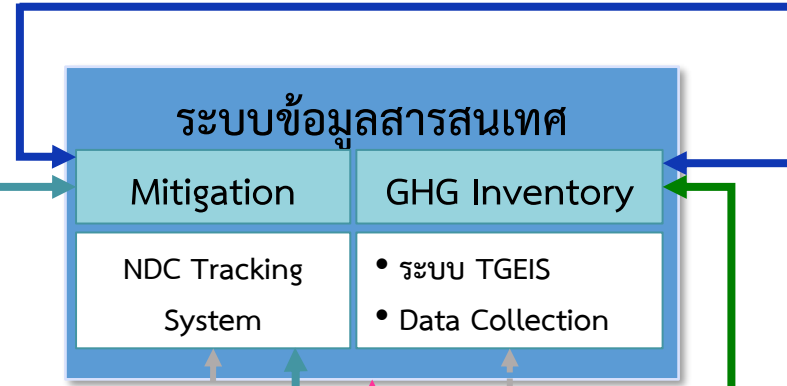 ระบบข้อมูลสารสนเทศ
Mitigation
GHG Inventory
NDC Tracking
System
• ระบบ TGEIS
• Data Collection